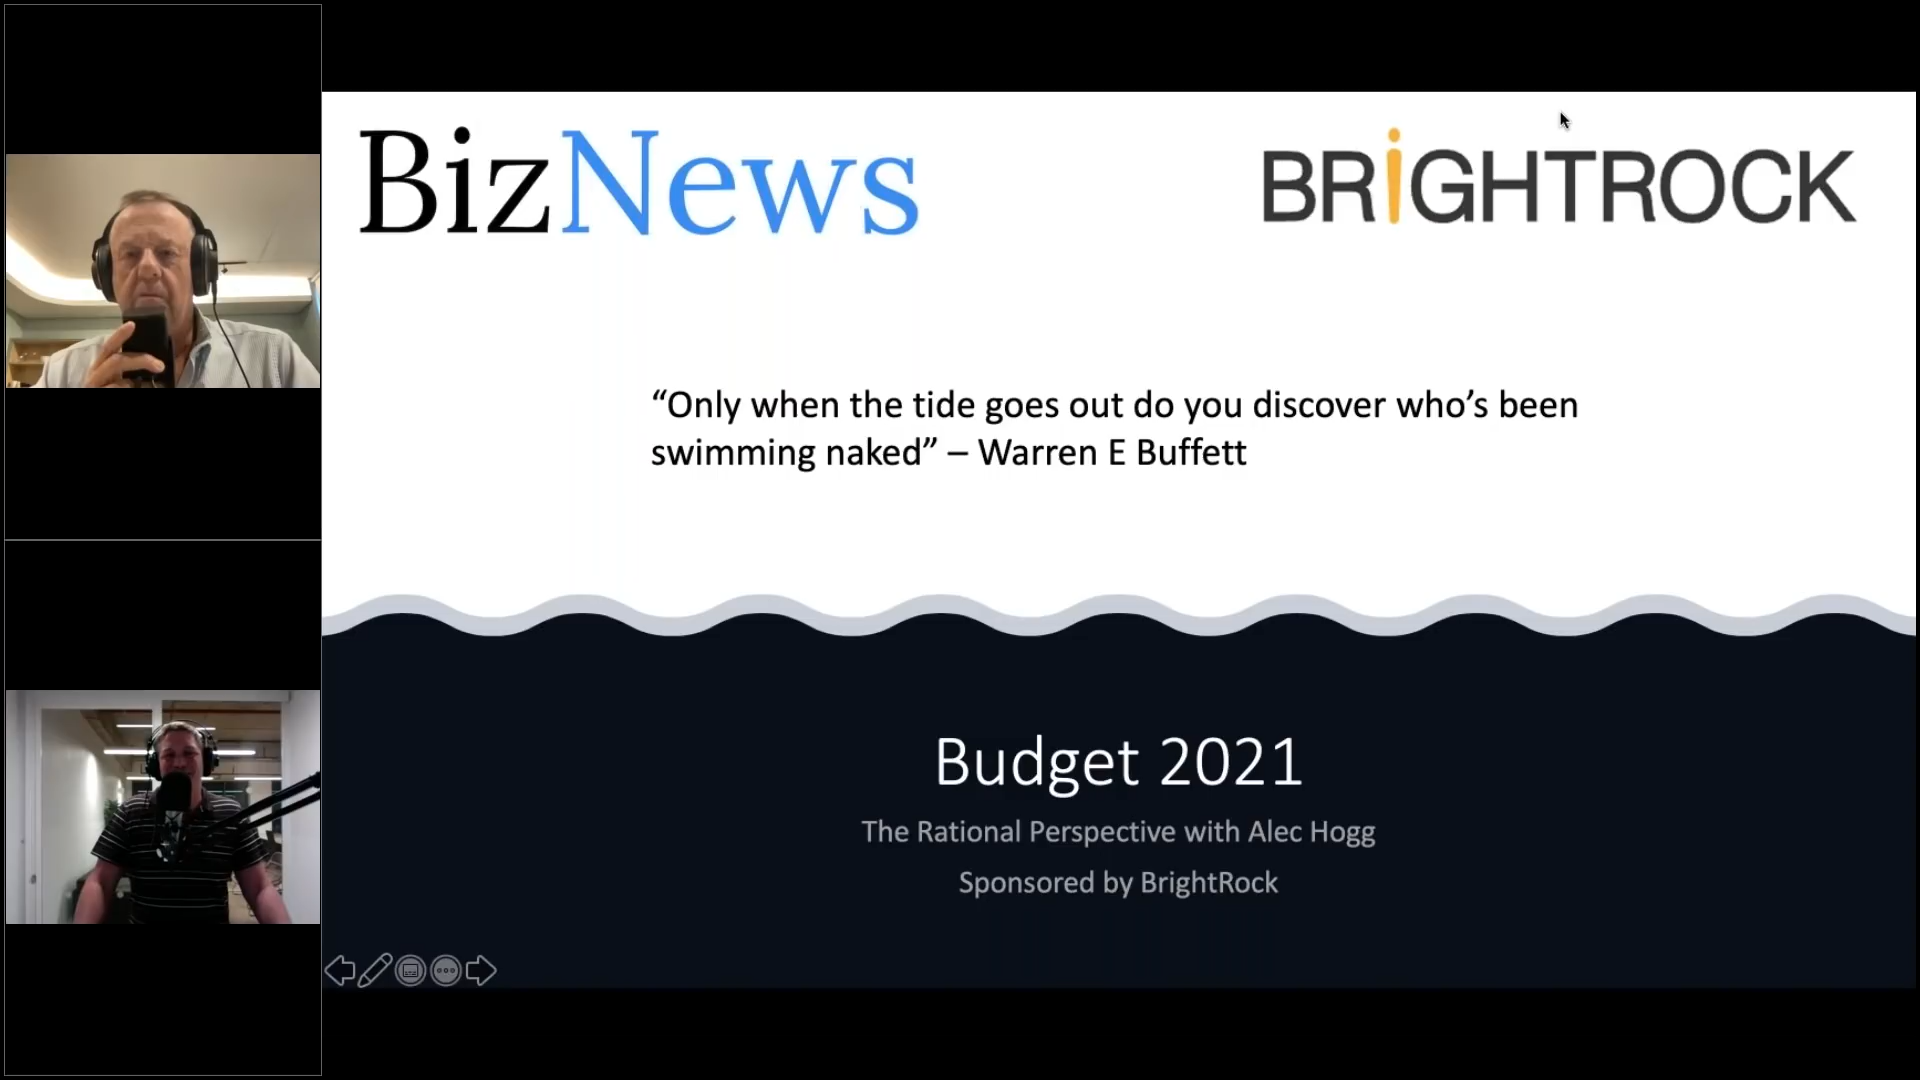 BizNews
BRiGHTROCK
“Only when the tide goes out do you discover who’s been
swimming naked” – Warren E Buffett
Budget 2021
The Rational Perspective with Alec Hogg
Sponsored by BrightRock